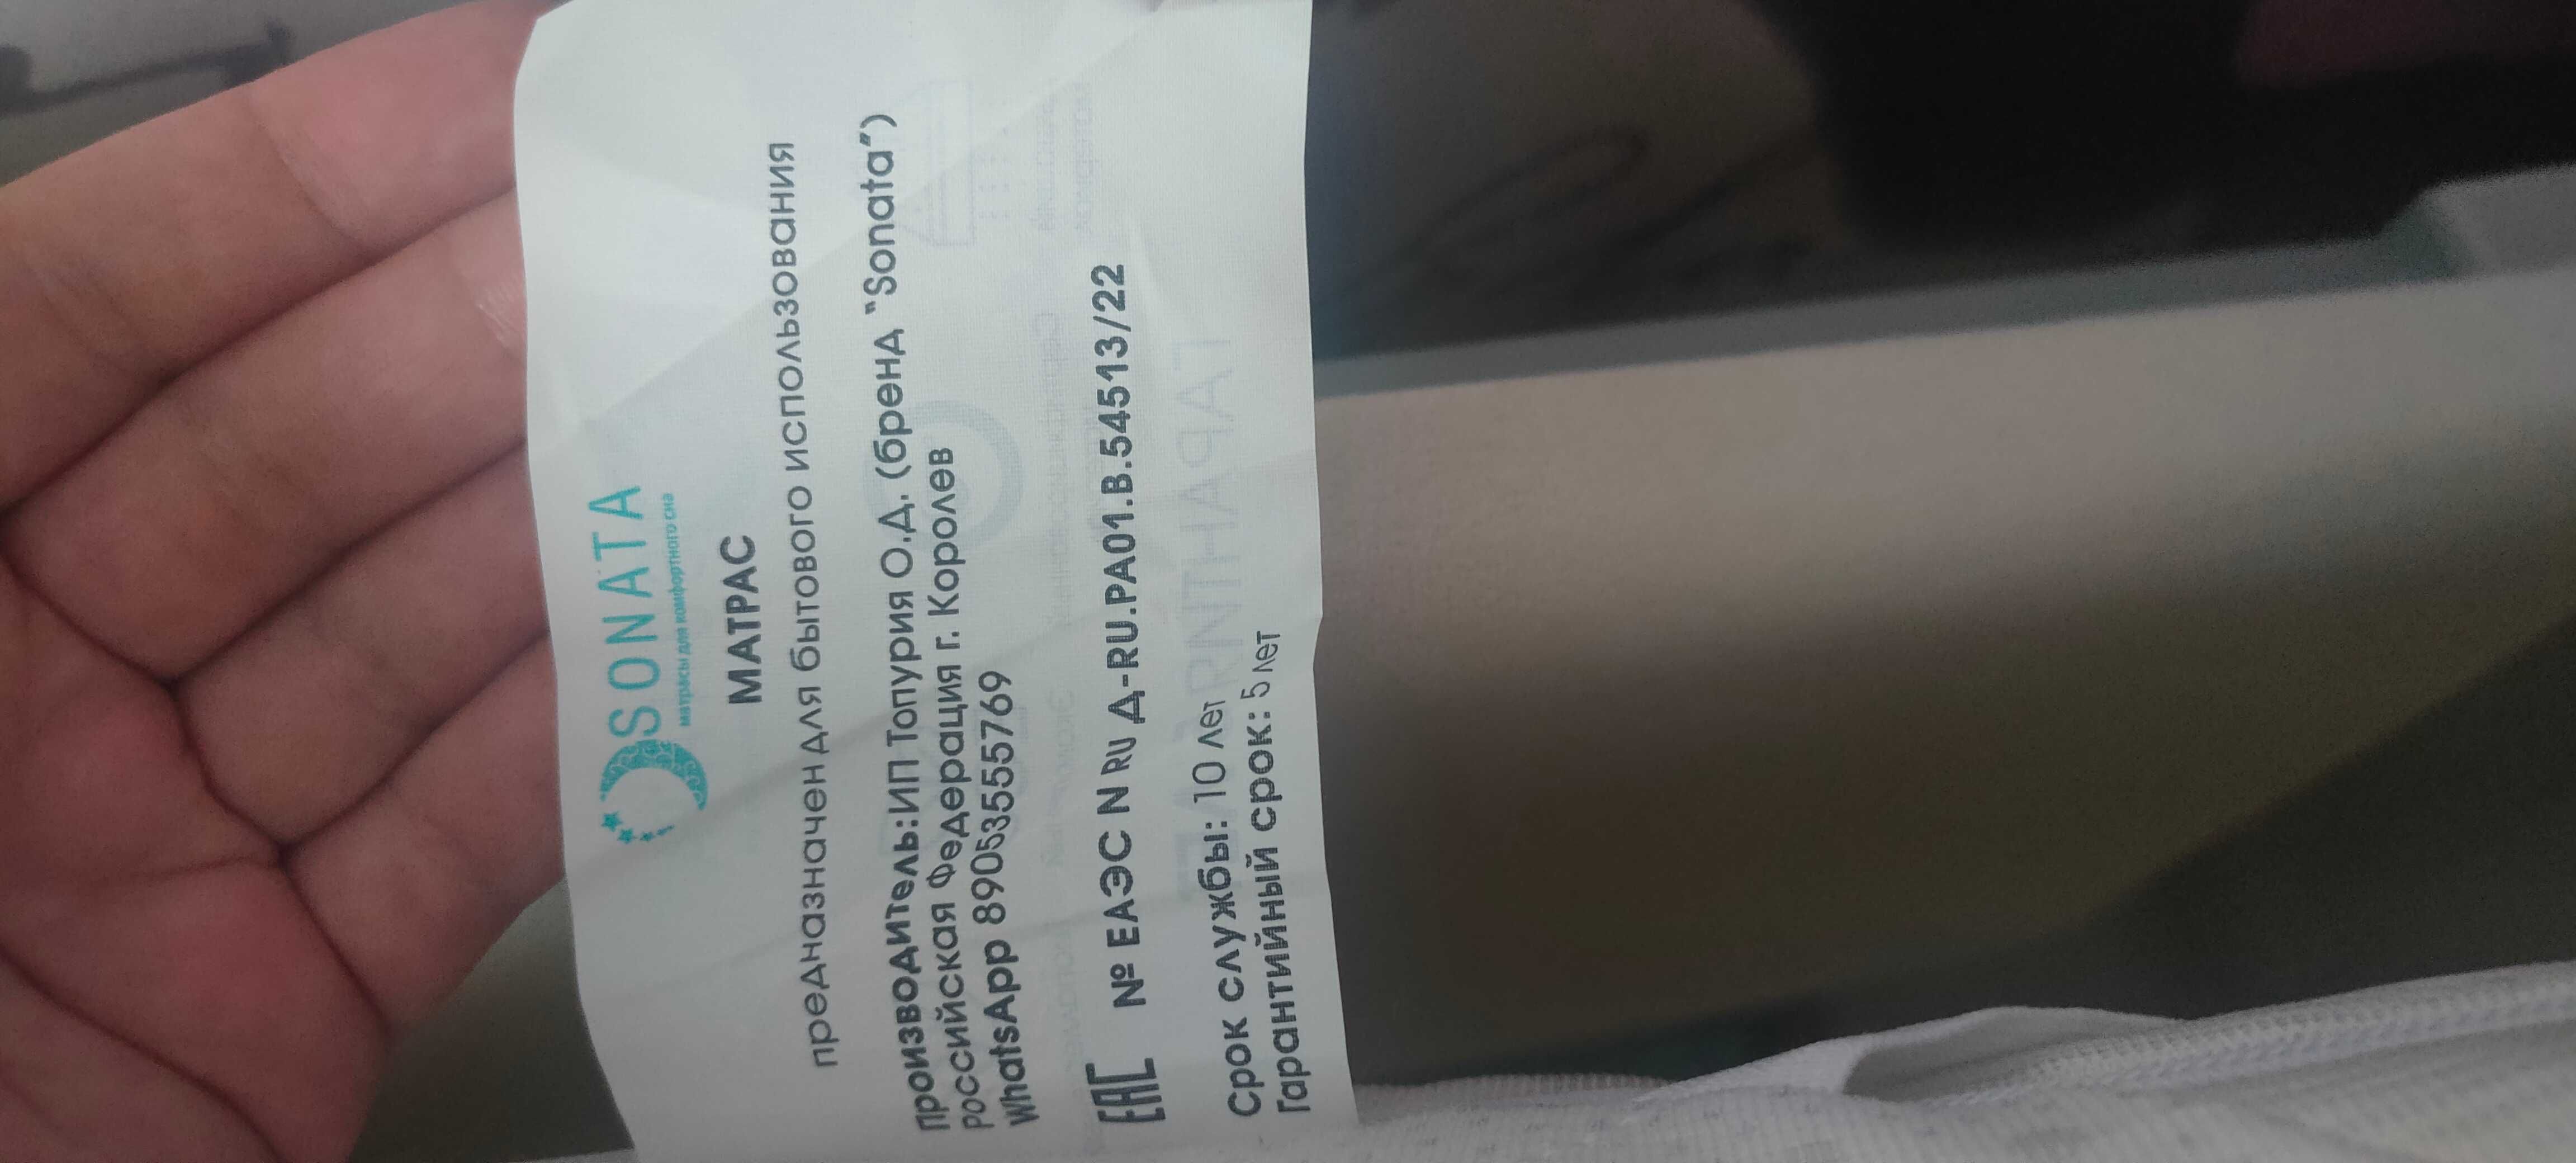 SONATA
матрасы для комфортного сна
МАТРАС
предназначен для бытового использования
Производитель:ИП Топурия О.Д. (бренд "Sonata")
Российская Федерация г. Королев
WhatsApp 89053555769
ЕАС № ЕАЭС N RU Д-RU.РА01.В.54513/22
Срок службы: 10 лет
Гарантийный срок: 5 лет